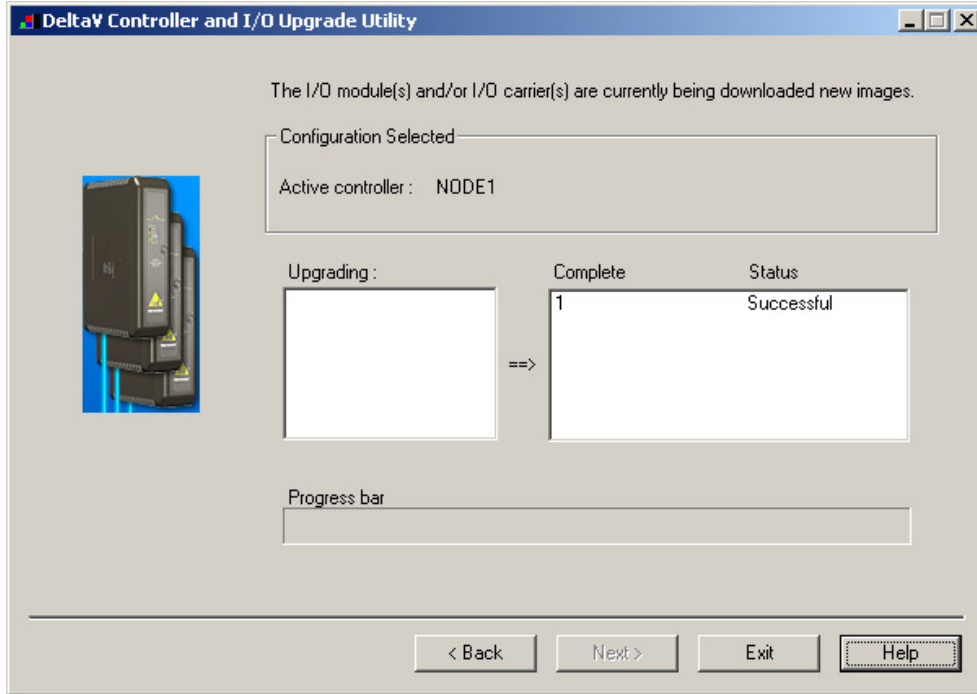 DeltaV Controller and I/O Upgrade Utility
The I/O module(s) and/or I/O carrier(s) are currently being downloaded new images.
Configuration Selected
Active controller : NODE1
Upgrading :
Complete Status
1 Successful
==>
Progress bar
< Back Next > Exit Help